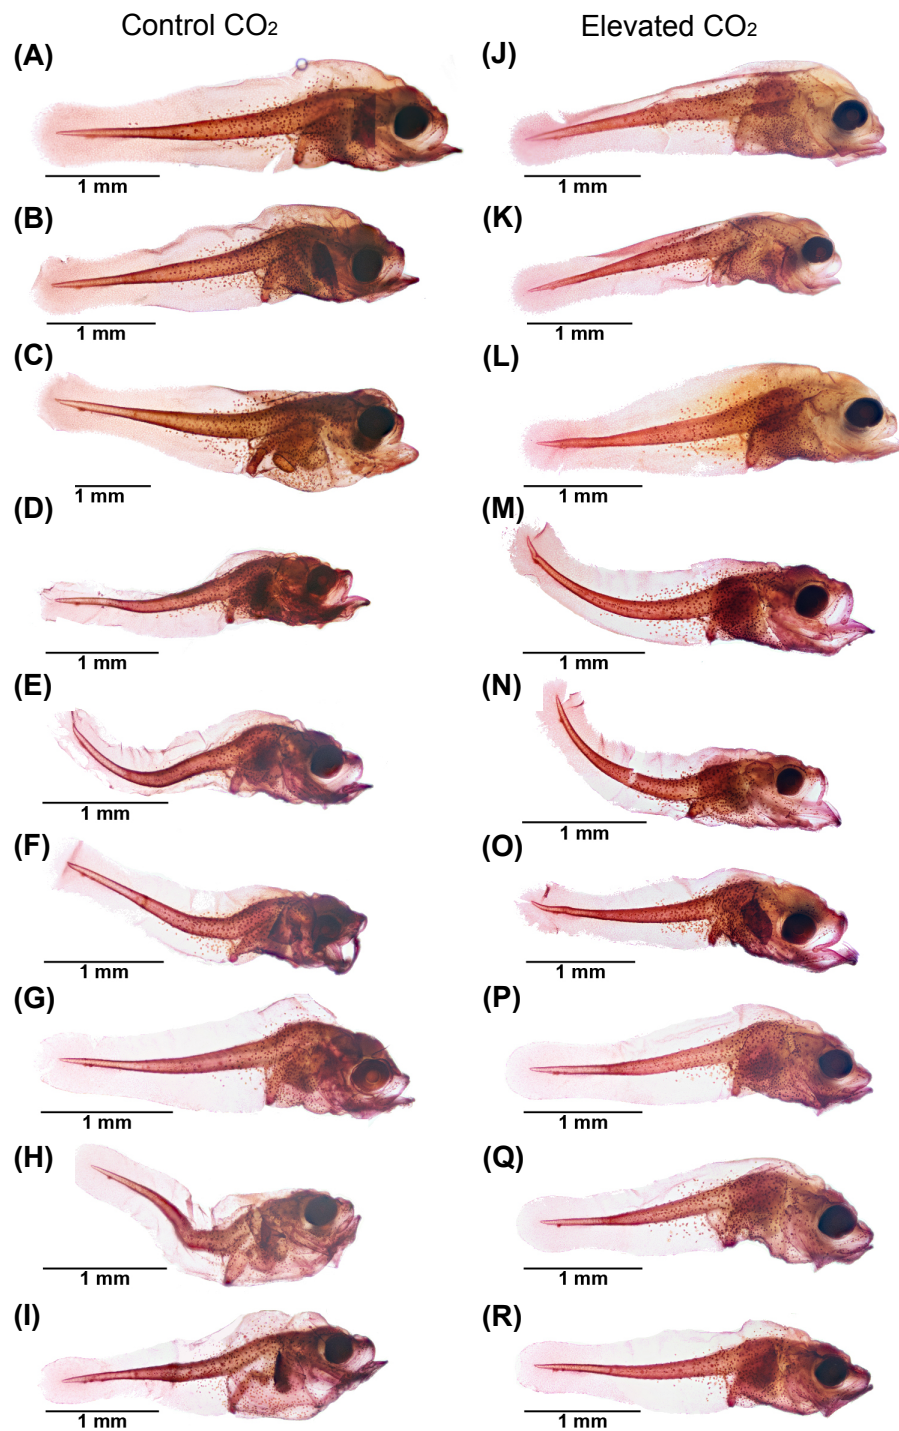 Control CO₂
Elevated CO₂
(A)
1 mm
(B)
1 mm
(C)
1 mm
(D)
1 mm
(E)
1 mm
(F)
1 mm
(G)
1 mm
(H)
1 mm
(I)
1 mm
(J)
1 mm
(K)
1 mm
(L)
1 mm
(M)
1 mm
(N)
1 mm
(O)
1 mm
(P)
1 mm
(Q)
1 mm
(R)
1 mm